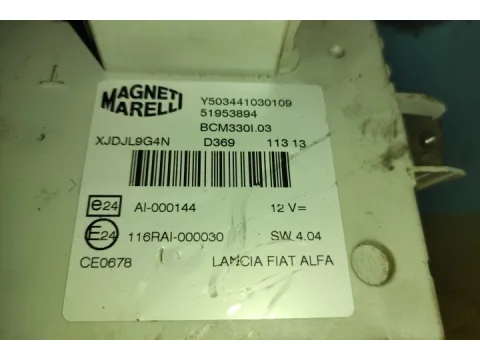 MAGNETI
MARELLI
Y503441030109
51953894
BCM330I.03
XJDJL9G4N D369 113 13
e24 AI-000144 12 V=
E24 116RAI-000030 SW 4.04
CE0678 LANCIA FIAT ALFA